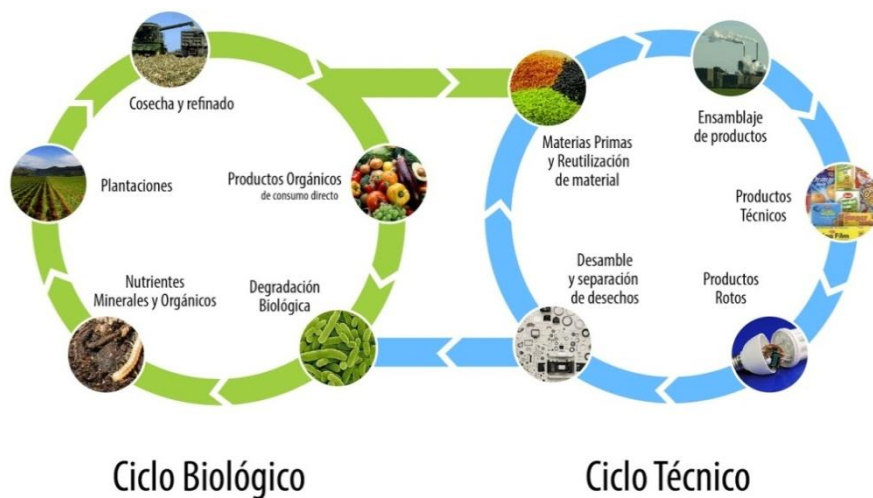 Cosecha y refinado
Plantaciones
Productos Orgánicos
de consumo directo
Nutrientes
Minerales y Orgánicos
Degradación
Biológica
Materias Primas
y Reutilización
de material
Ensamblaje
de productos
Productos
Técnicos
Desamble
y separación
de desechos
Productos
Rotos
Ciclo Biológico
Ciclo Técnico